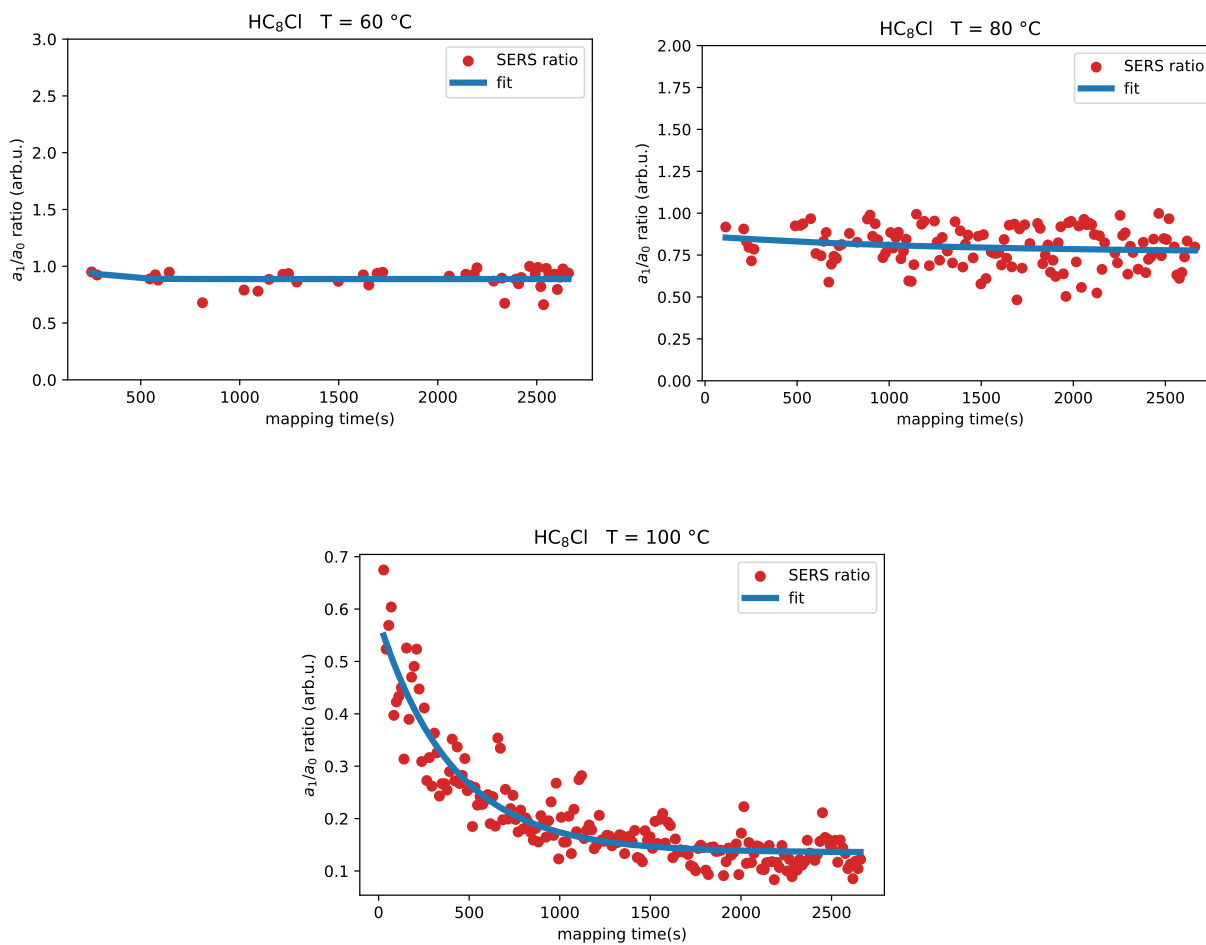 HC₈Cl T = 60 °C
3.0
2.5
2.0
1.5
1.0
0.5
0.0
a₁/a₀ ratio (arb.u.)
SERS ratio
fit
500 1000 1500 2000 2500
mapping time(s)
HC₈Cl T = 80 °C
2.00
1.75
1.50
1.25
1.00
0.75
0.50
0.25
0.00
a₁/a₀ ratio (arb.u.)
SERS ratio
fit
0 500 1000 1500 2000 2500
mapping time(s)
HC₈Cl T = 100 °C
0.7
0.6
0.5
0.4
0.3
0.2
0.1
a₁/a₀ ratio (arb.u.)
SERS ratio
fit
0 500 1000 1500 2000 2500
mapping time(s)